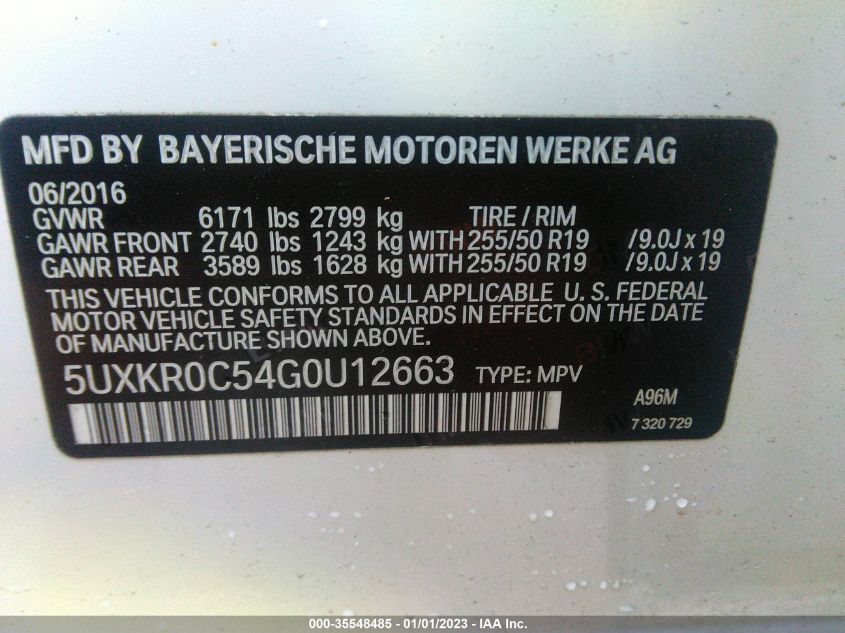 MFD BY BAYERISCHE MOTOREN WERKE AG
06/2016
GVWR 6171 lbs 2799 kg TIRE / RIM
GAWR FRONT 2740 lbs 1243 kg WITH 255/50 R19 /9.0J x 19
GAWR REAR 3589 lbs 1628 kg WITH 255/50 R19 /9.0J x 19
THIS VEHICLE CONFORMS TO ALL APPLICABLE U. S. FEDERAL
MOTOR VEHICLE SAFETY STANDARDS IN EFFECT ON THE DATE
OF MANUFACTURE SHOWN ABOVE.
5UXKR0C54G0U12663 TYPE: MPV
A96M
7 320 729
000-35548485 - 01/01/2023 - IAA Inc.